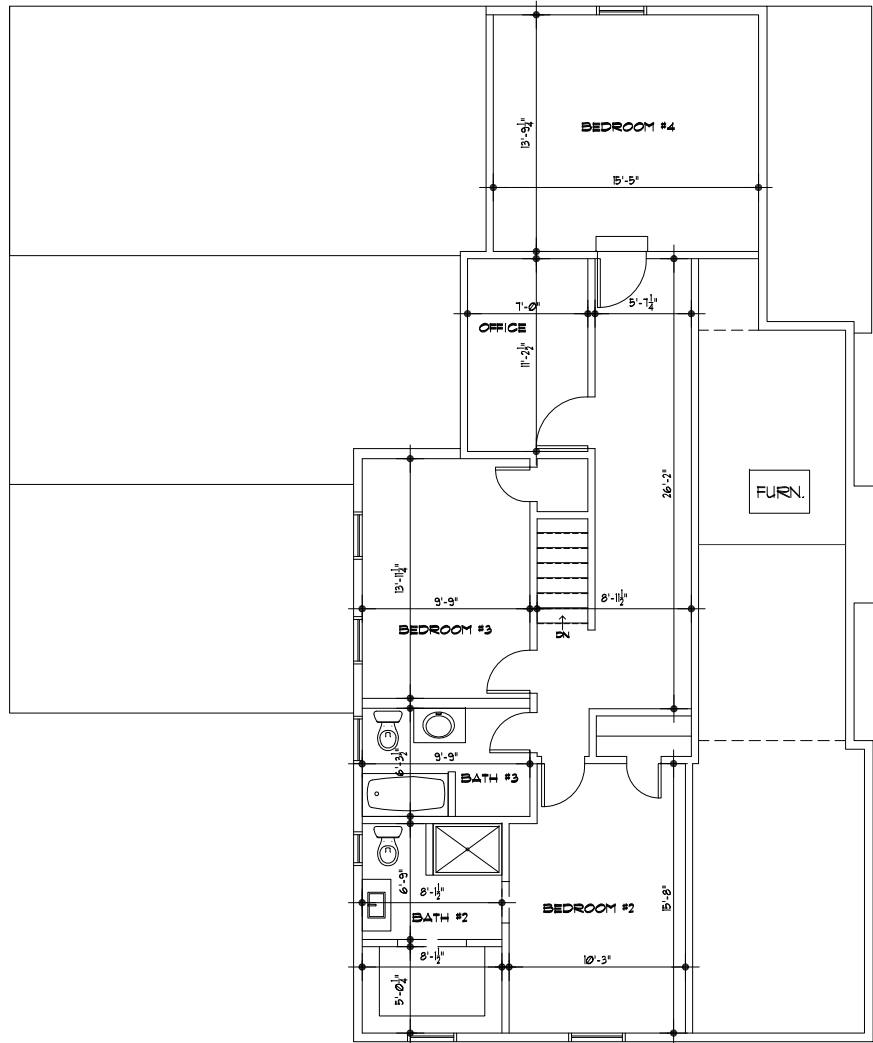 BEDROOM #4
13'-9¼"
15'-5"
7'-0"
5'-7¼"
OFFICE
11'-2½"
26'-2"
FURN.
13'-11¼"
9'-9"
8'-11½"
BEDROOM #3
DN
6'-3½"
9'-9"
BATH #3
6'-9"
8'-1½"
15'-8"
BATH #2
BEDROOM #2
8'-1½"
10'-3"
5'-0¼"